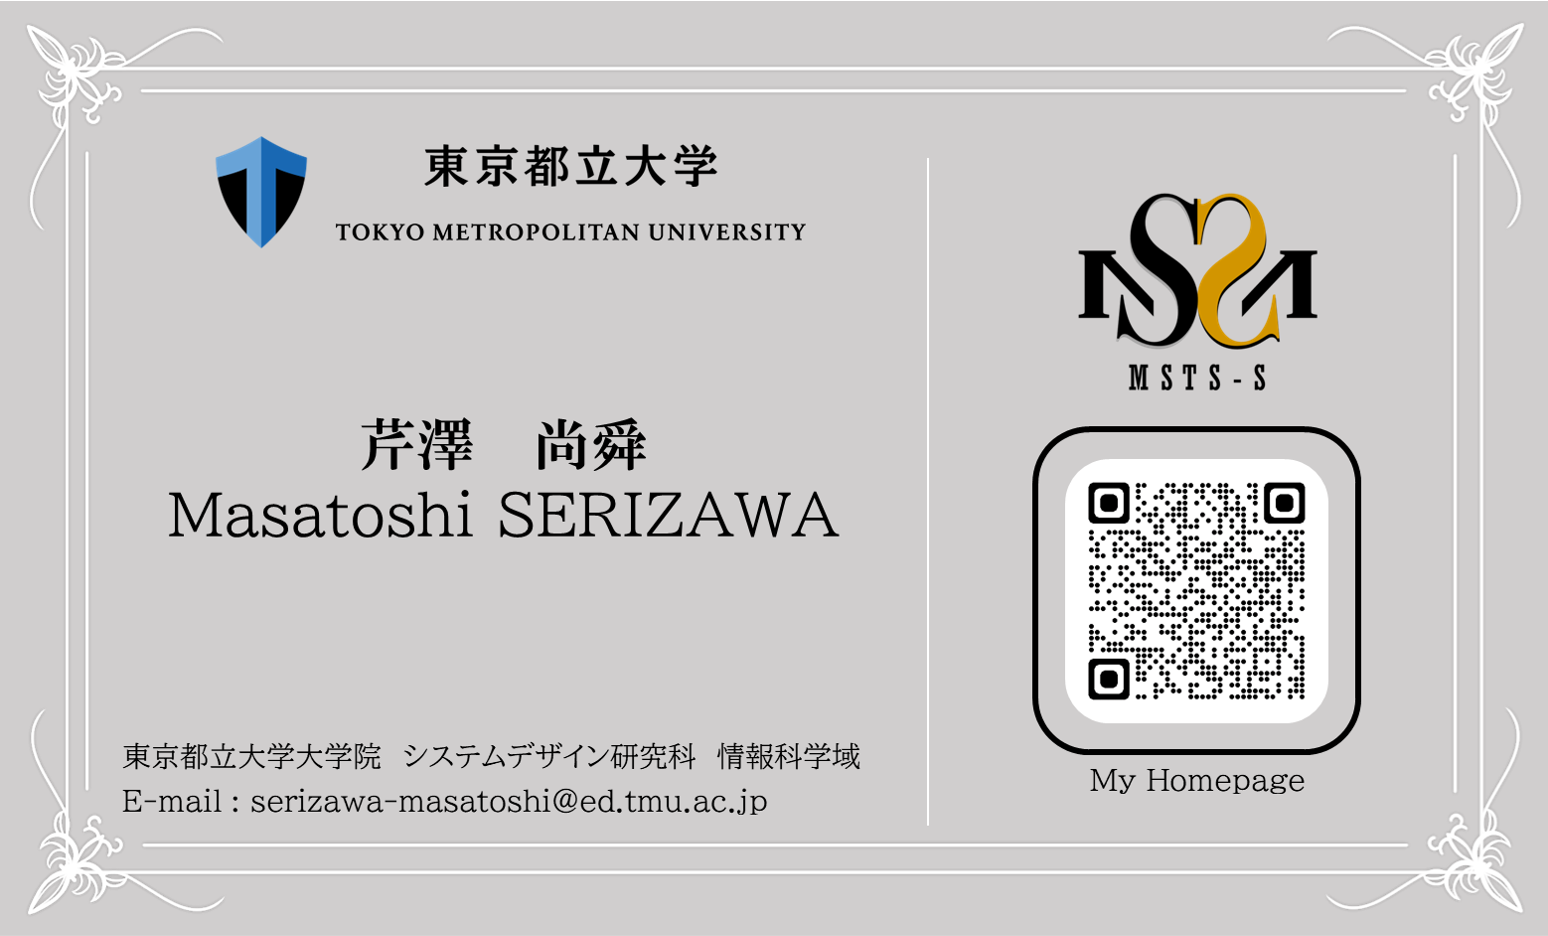 東京都立大学
TOKYO METROPOLITAN UNIVERSITY
芹澤　尚舜
Masatoshi SERIZAWA
東京都立大学大学院　システムデザイン研究科　情報科学域
E-mail : serizawa-masatoshi@ed.tmu.ac.jp
MSTS-S
My Homepage